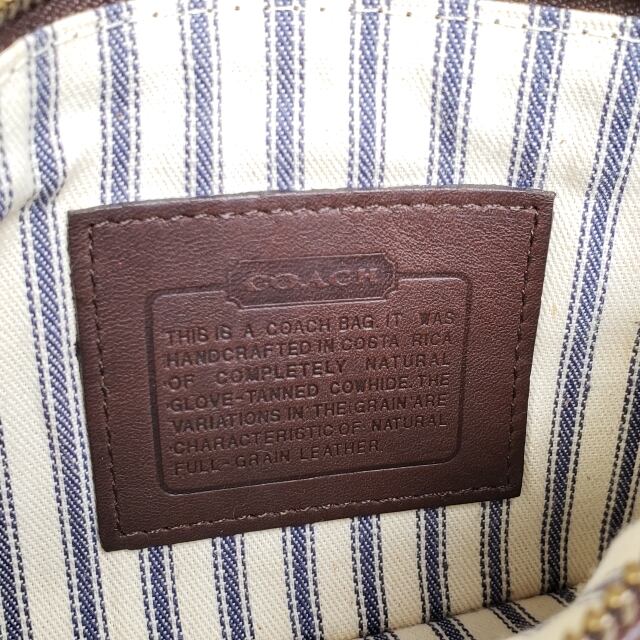 COACH
THIS IS A COACH BAG. IT WAS
HANDCRAFTED IN COSTA RICA
OF COMPLETELY NATURAL
GLOVE-TANNED COWHIDE. THE
VARIATIONS IN THE GRAIN ARE
CHARACTERISTIC OF NATURAL
FULL-GRAIN LEATHER.